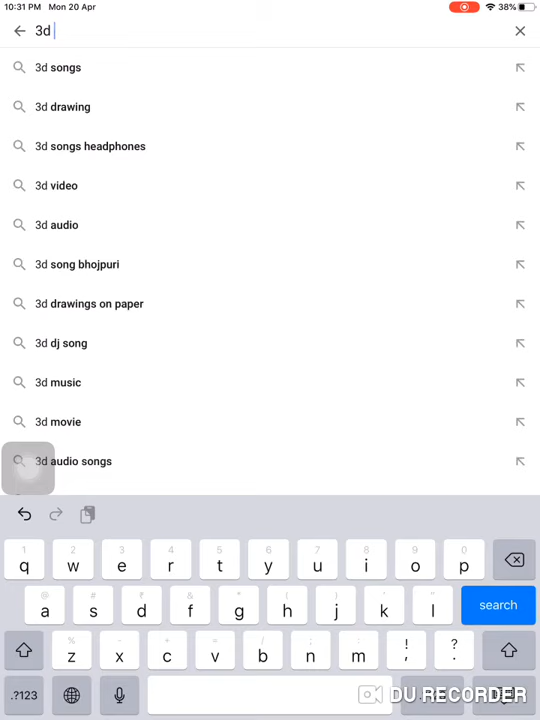 10:31 PM Mon 20 Apr 38%
3d
3d songs
3d drawing
3d songs headphones
3d video
3d audio
3d song bhojpuri
3d drawings on paper
3d dj song
3d music
3d movie
3d audio songs
1 2 3 4 5 6 7 8 9 0
q w e r t y u i o p
@ # ₹ & * ( ) ' "
a s d f g h j k l search
% - + = / ; : ! ?
z x c v b n m , .
.?123 DU RECORDER